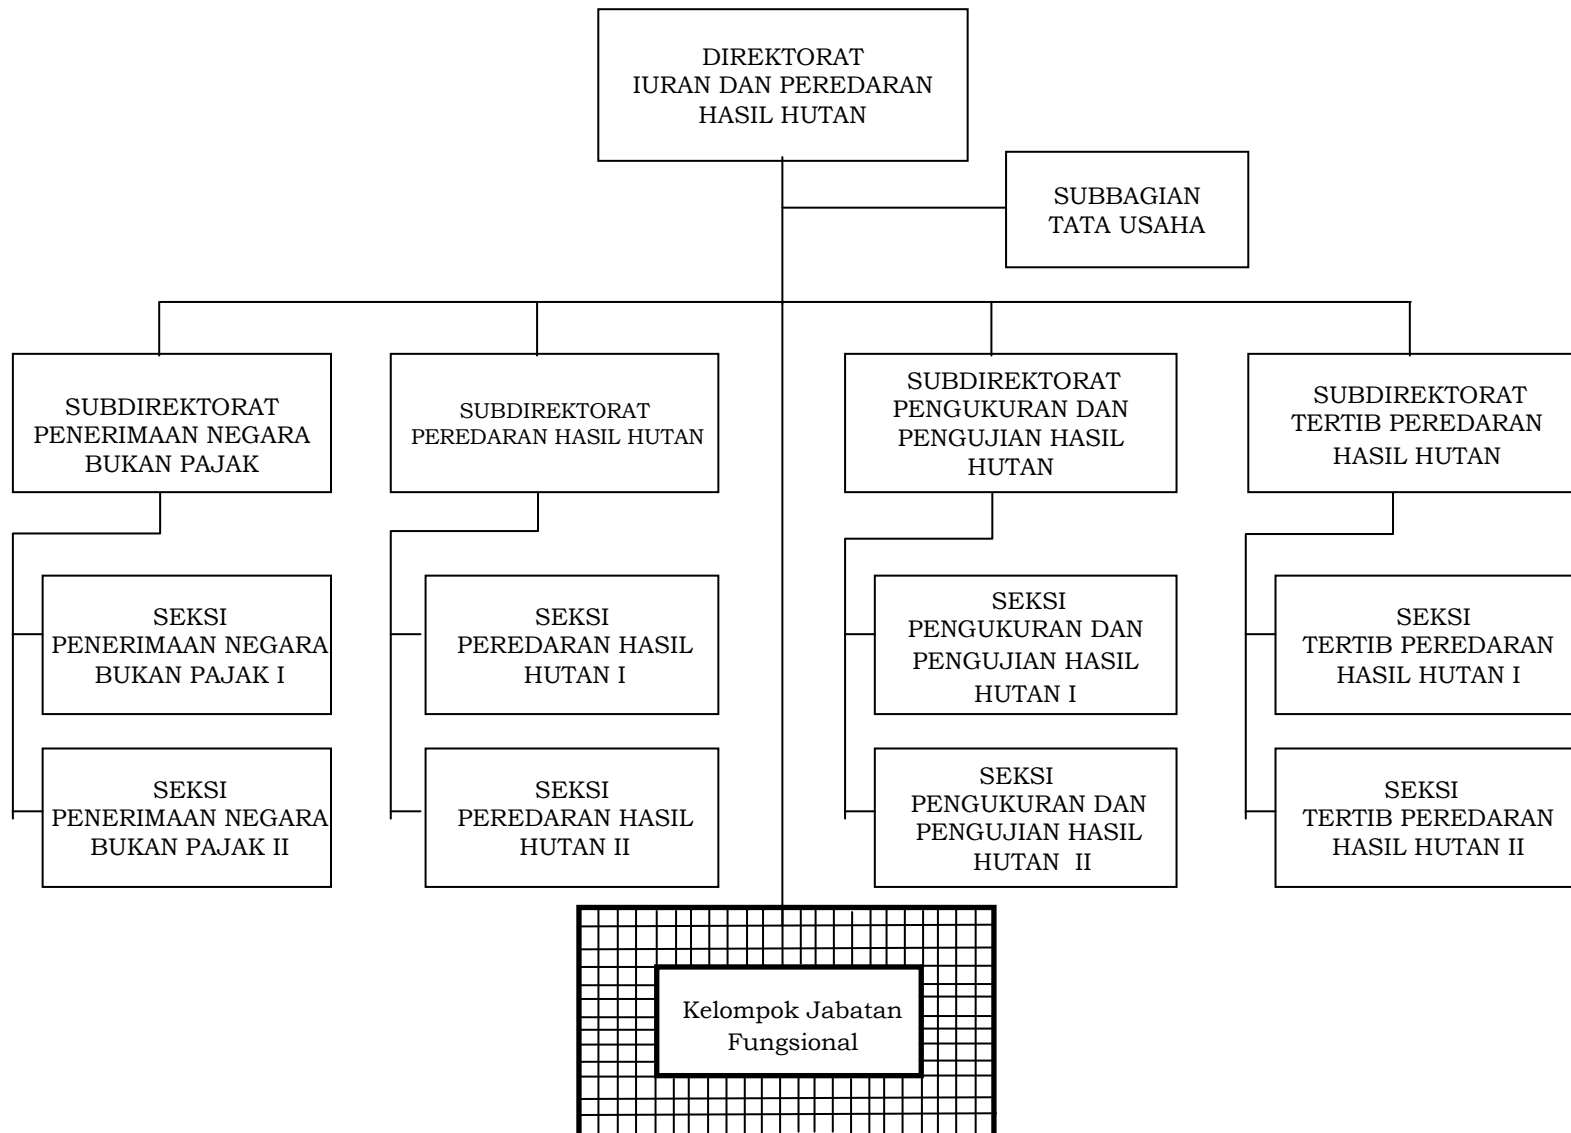 DIREKTORAT
IURAN DAN PEREDARAN
HASIL HUTAN
SUBBAGIAN
TATA USAHA
SUBDIREKTORAT
PENERIMAAN NEGARA
BUKAN PAJAK
SUBDIREKTORAT
PEREDARAN HASIL HUTAN
SUBDIREKTORAT
PENGUKURAN DAN
PENGUJIAN HASIL
HUTAN
SUBDIREKTORAT
TERTIB PEREDARAN
HASIL HUTAN
SEKSI
PENERIMAAN NEGARA
BUKAN PAJAK I
SEKSI
PEREDARAN HASIL
HUTAN I
SEKSI
PENGUKURAN DAN
PENGUJIAN HASIL
HUTAN I
SEKSI
TERTIB PEREDARAN
HASIL HUTAN I
SEKSI
PENERIMAAN NEGARA
BUKAN PAJAK II
SEKSI
PEREDARAN HASIL
HUTAN II
SEKSI
PENGUKURAN DAN
PENGUJIAN HASIL
HUTAN II
SEKSI
TERTIB PEREDARAN
HASIL HUTAN II
Kelompok Jabatan
Fungsional